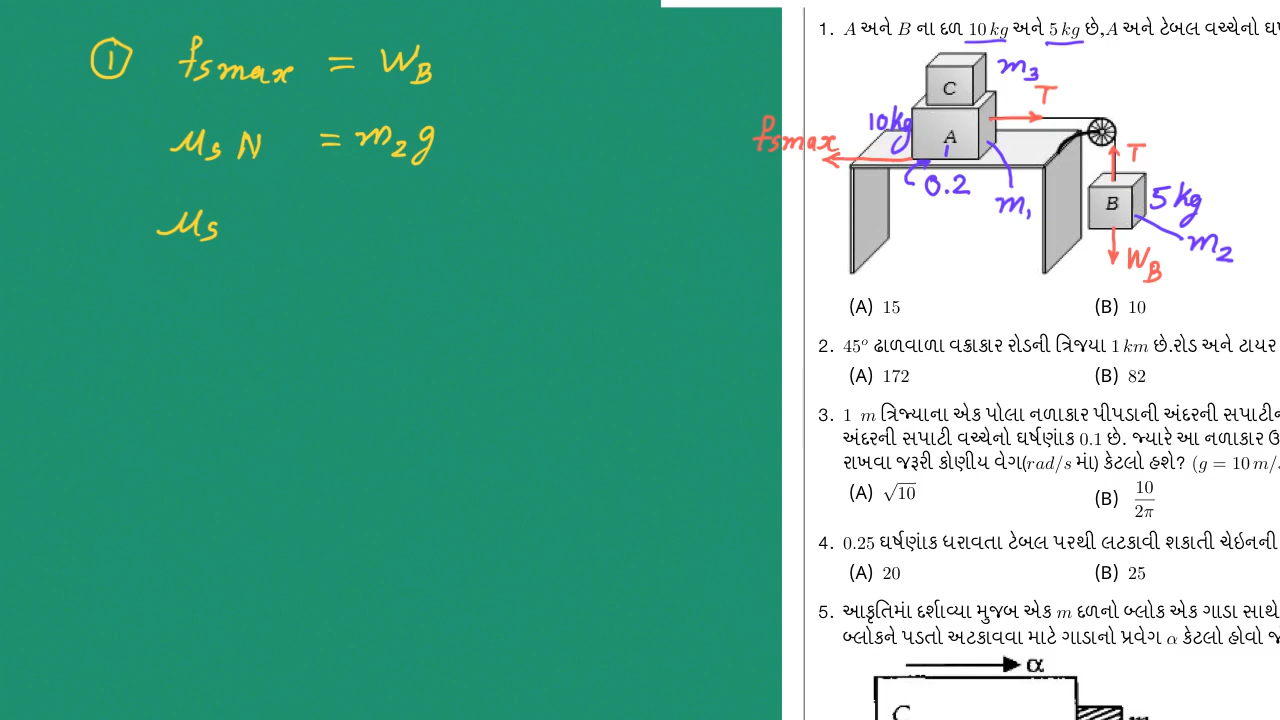 ① fsmax = WB
μs N = m2g
μs
1. A અને B ના દળ 10 kg અને 5 kg છે,A અને ટેબલ વચ્ચેનો
C
m3
T
10kg
A
fsmax
0.2
m1
T
B
5 kg
m2
WB
(A) 15
(B) 10
2. 45° ઢાળવાળા વક્રાકાર રોડની ત્રિજયા 1 km છે.રોડ અને ટાયર
(A) 172
(B) 82
3. 1 m ત્રિજ્યાના એક પોલા નળાકાર પીપડાની અંદરની
અંદરની સપાટી વચ્ચેનો ઘર્ષણાંક 0.1 છે. જ્યારે આ નળાકાર
રાખવા જરૂરી કોણીય વેગ(rad/s માં) કેટલો હશે? (g = 10 m/
(A) √10
(B) 10/2π
4. 0.25 ઘર્ષણાંક ધરાવતા ટેબલ પરથી લટકાવી શકાતી ચેઇનની
(A) 20
(B) 25
5. આકૃતિમાં દર્શાવ્યા મુજબ એક m દળનો બ્લોક એક ગાડા સાથે
બ્લોકને પડતો અટકાવવા માટે ગાડાનો પ્રવેગ α કેટલો હોવો
α
C